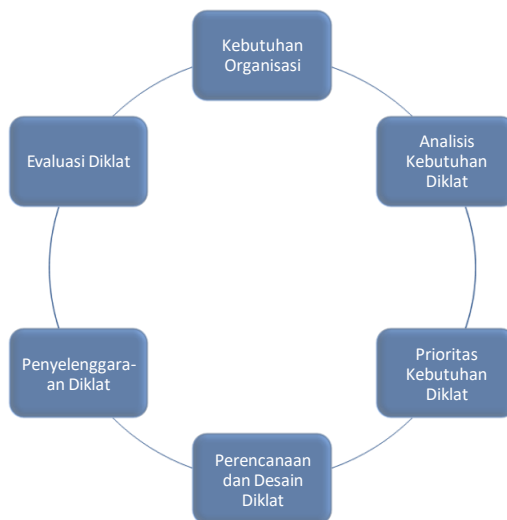 Kebutuhan
Organisasi
Analisis
Kebutuhan
Diklat
Prioritas
Kebutuhan
Diklat
Perencanaan
dan Desain
Diklat
Penyelenggara-
an Diklat
Evaluasi Diklat